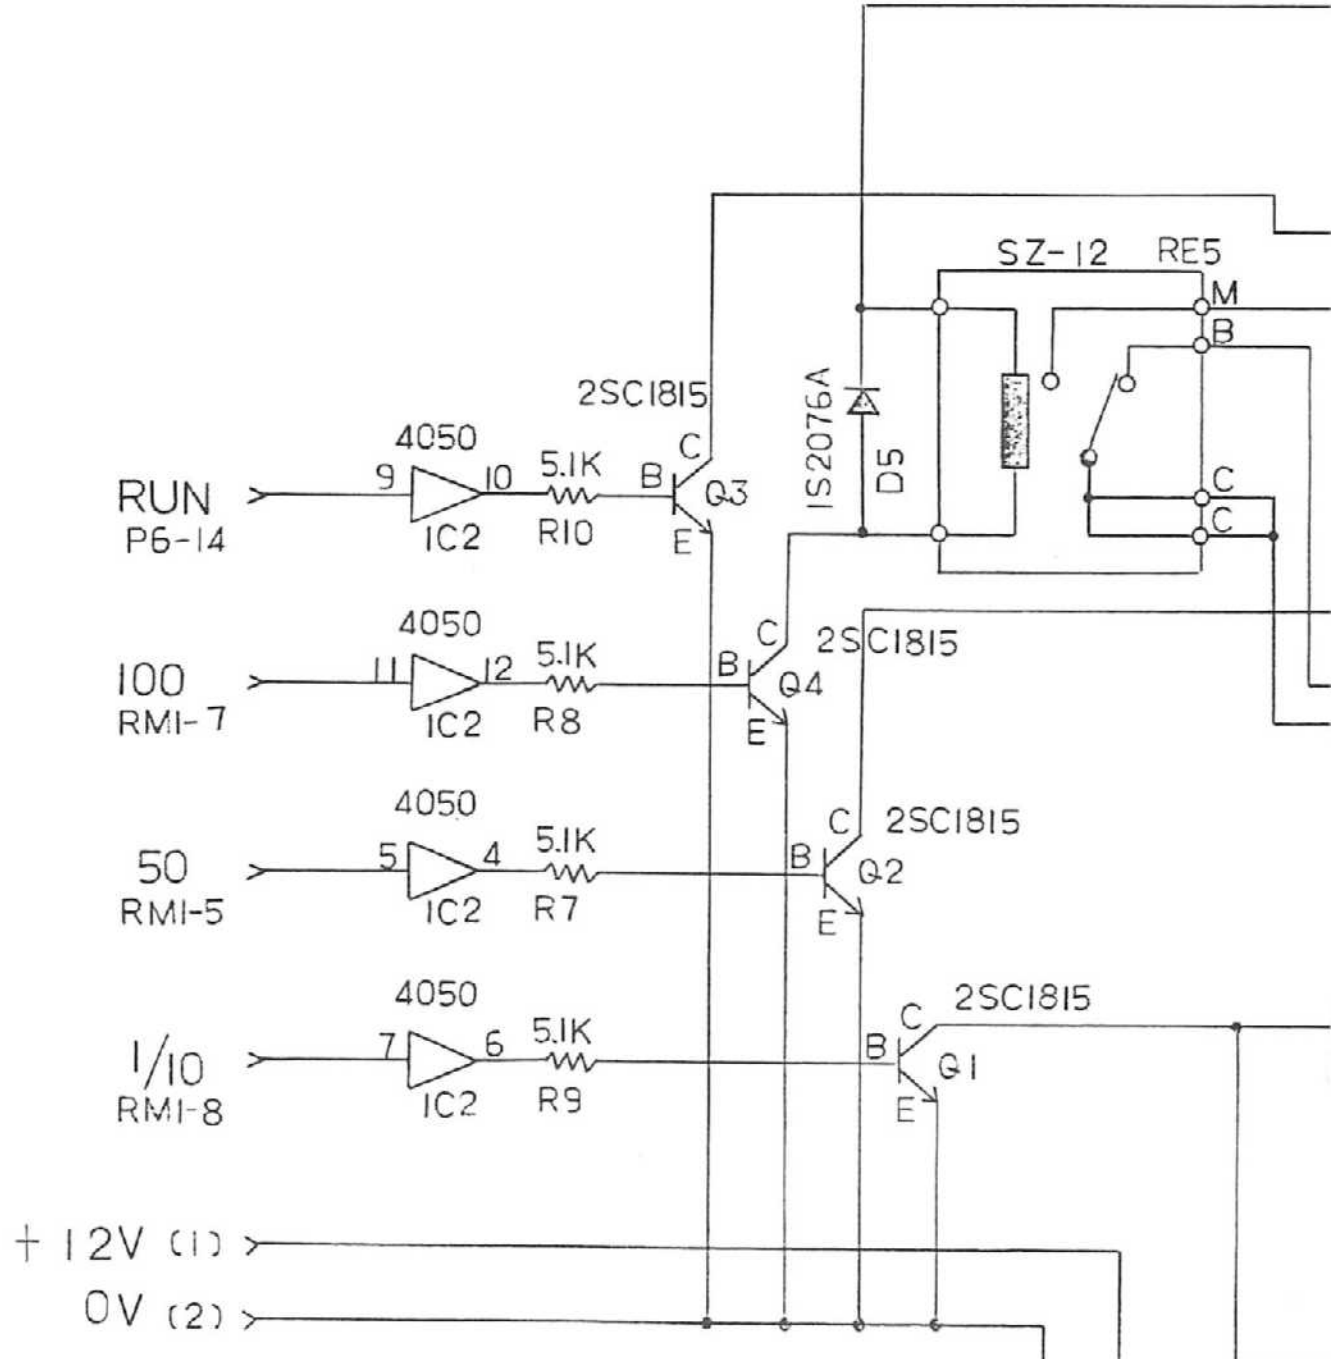 SZ-12 RE5
M
B
2SC1815
IS2076A
D5
4050
RUN
P6-14
9
10
IC2
5.1K
R10
B
C
E
Q3
C
C
4050
100
RMI-7
11
12
IC2
5.1K
R8
B
C
E
Q4
2SC1815
4050
50
RMI-5
5
4
IC2
5.1K
R7
B
C
E
Q2
2SC1815
4050
1/10
RMI-8
7
6
IC2
5.1K
R9
B
C
E
Q1
2SC1815
+12V (1)
0V (2)